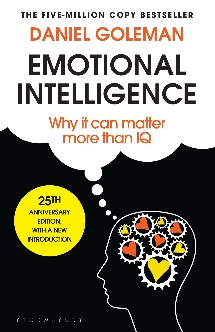 THE FIVE-MILLION COPY BESTSELLER
DANIEL GOLEMAN
EMOTIONAL
INTELLIGENCE
Why it can matter
more than IQ
25TH
ANNIVERSARY
EDITION,
WITH A NEW
INTRODUCTION
BLOOMSBURY